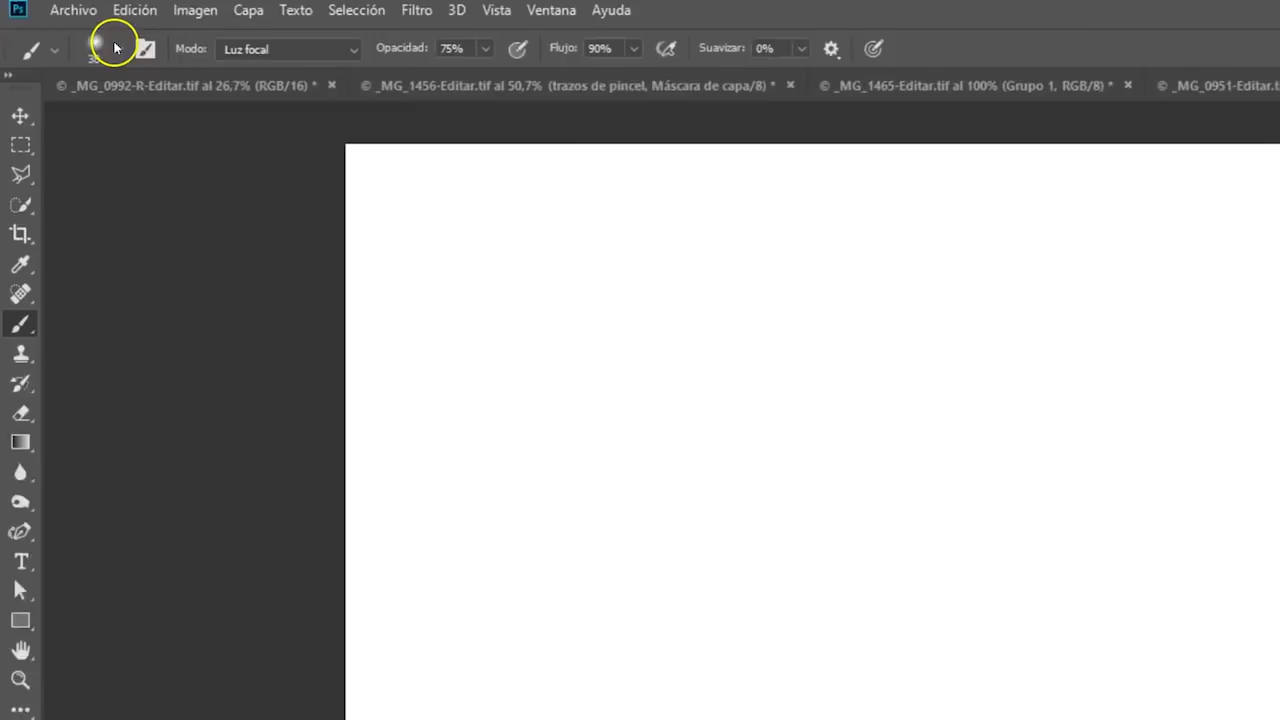 Ps Archivo Edición Imagen Capa Texto Selección Filtro 3D Vista Ventana Ayuda
Modo: Luz focal Opacidad: 75% Flujo: 90% Suavizar: 0%
© _MG_0992-R-Editar.tif al 26,7% (RGB/16) * × © _MG_1456-Editar.tif al 50,7% (trazos de pincel, Máscara de capa/8) * × © _MG_1465-Editar.tif al 100% (Grupo 1, RGB/8) * × © _MG_0951-Editar.t
T